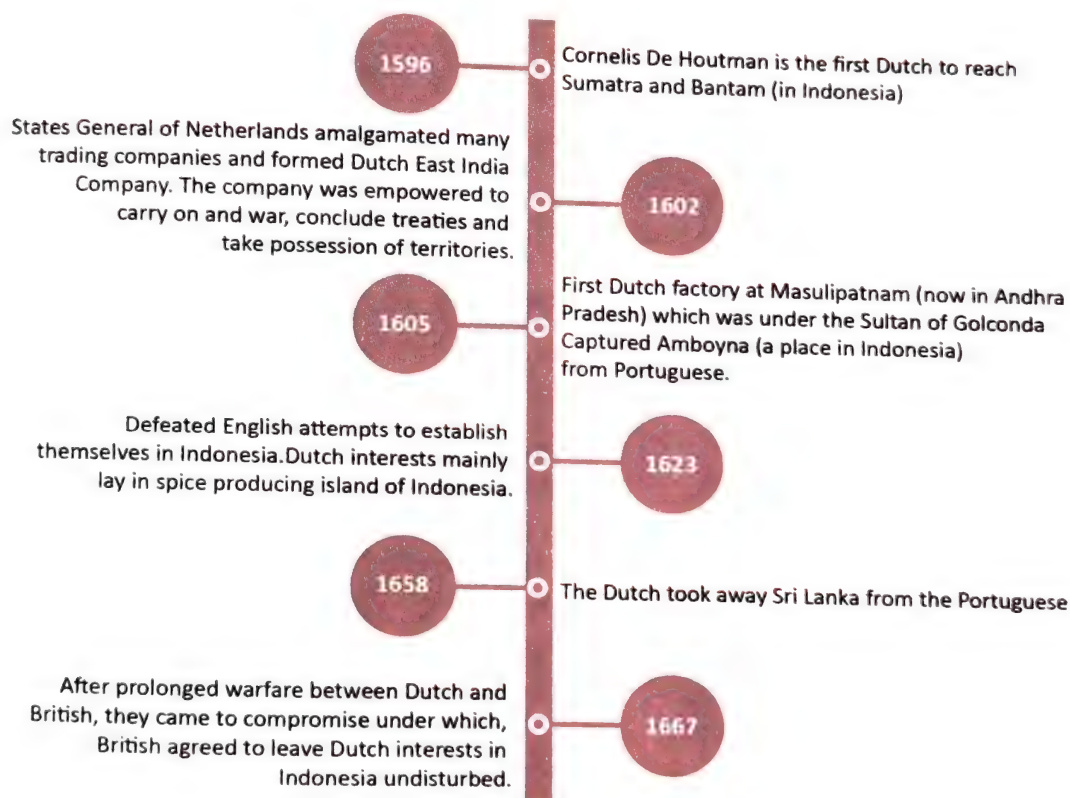 1596
Cornelis De Houtman is the first Dutch to reach
Sumatra and Bantam (in Indonesia)
States General of Netherlands amalgamated many
trading companies and formed Dutch East India
Company. The company was empowered to
carry on and war, conclude treaties and
take possession of territories.
1602
1605
First Dutch factory at Masulipatnam (now in Andhra
Pradesh) which was under the Sultan of Golconda
Captured Amboyna (a place in Indonesia)
from Portuguese.
Defeated English attempts to establish
themselves in Indonesia.Dutch interests mainly
lay in spice producing island of Indonesia.
1623
1658
The Dutch took away Sri Lanka from the Portuguese
After prolonged warfare between Dutch and
British, they came to compromise under which,
British agreed to leave Dutch interests in
Indonesia undisturbed.
1667